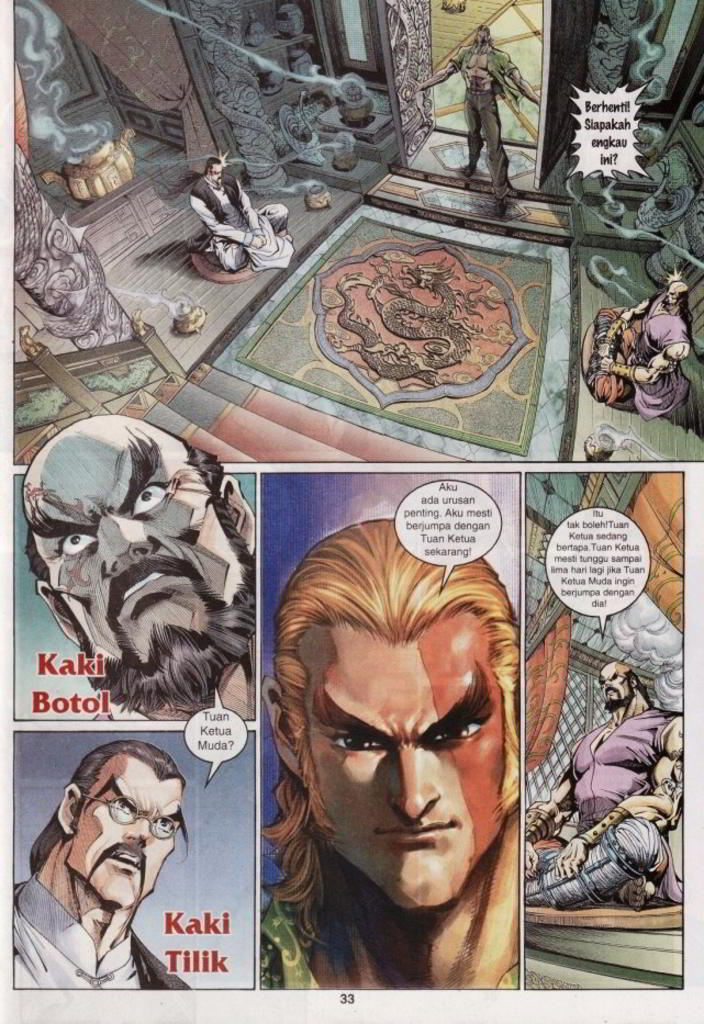 Berhenti!
Siapakah
engkau
ini?
Kaki
Botol
Tuan
Ketua
Muda?
Kaki
Tilik
Aku
ada urusan
penting. Aku mesti
berjumpa dengan
Tuan Ketua
sekarang!
Itu
tak boleh!Tuan
Ketua sedang
bertapa.Tuan Ketua
mesti tunggu sampai
lima hari lagi jika Tuan
Ketua Muda ingin
berjumpa dengan
dia!
33